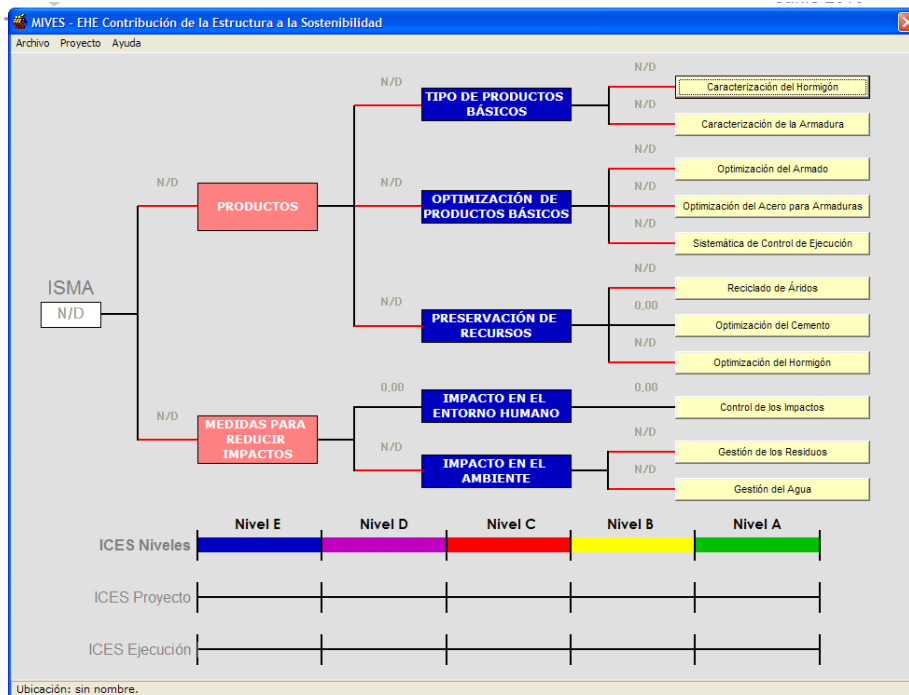 MIVES - EHE Contribución de la Estructura a la Sostenibilidad
Archivo Proyecto Ayuda
ISMA
N/D
N/D
PRODUCTOS
N/D
MEDIDAS PARA
REDUCIR
IMPACTOS
N/D
TIPO DE PRODUCTOS
BÁSICOS
N/D
OPTIMIZACIÓN DE
PRODUCTOS BÁSICOS
N/D
PRESERVACIÓN DE
RECURSOS
0,00
IMPACTO EN EL
ENTORNO HUMANO
N/D
IMPACTO EN EL
AMBIENTE
N/D
Caracterización del Hormigón
N/D
Caracterización de la Armadura
N/D
Optimización del Armado
N/D
Optimización del Acero para Armaduras
N/D
Sistemática de Control de Ejecución
N/D
Reciclado de Áridos
0,00
Optimización del Cemento
N/D
Optimización del Hormigón
0,00
Control de los Impactos
N/D
Gestión de los Residuos
N/D
Gestión del Agua
Nivel E Nivel D Nivel C Nivel B Nivel A
ICES Niveles
ICES Proyecto
ICES Ejecución
Ubicación: sin nombre.